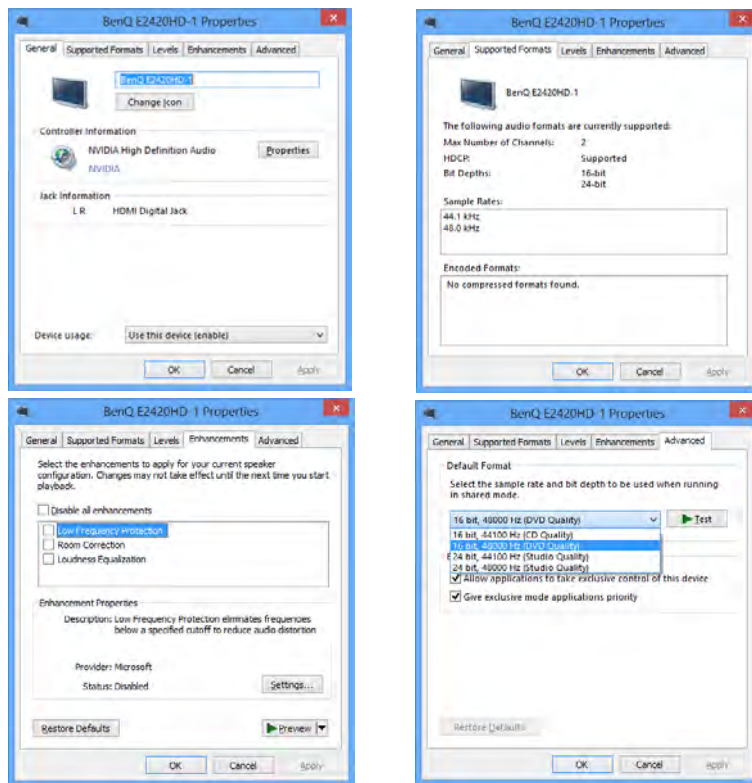 BenQ E2420HD-1 Properties
General Supported Formats Levels Enhancements Advanced
BenQ E2420HD-1
Change Icon
Controller Information
NVIDIA High Definition Audio Properties
NVIDIA
Jack Information
L R HDMI Digital Jack
Device usage: Use this device (enable)
OK Cancel Apply
BenQ E2420HD-1 Properties
General Supported Formats Levels Enhancements Advanced
BenQ E2420HD-1
The following audio formats are currently supported:
Max Number of Channels: 2
HDCP: Supported
Bit Depths: 16-bit
24-bit
Sample Rates:
44.1 kHz
48.0 kHz
Encoded Formats:
No compressed formats found.
OK Cancel Apply
BenQ E2420HD-1 Properties
General Supported Formats Levels Enhancements Advanced
Select the enhancements to apply for your current speaker
configuration. Changes may not take effect until the next time you start
playback.
Disable all enhancements
Low Frequency Protection
Room Correction
Loudness Equalization
Enhancement Properties
Description: Low Frequency Protection eliminates frequencies
below a specified cutoff to reduce audio distortion
Provider: Microsoft
Status: Disabled Settings...
Restore Defaults Preview
OK Cancel Apply
BenQ E2420HD-1 Properties
General Supported Formats Levels Enhancements Advanced
Default Format
Select the sample rate and bit depth to be used when running
in shared mode.
16 bit, 48000 Hz (DVD Quality) Test
16 bit, 44100 Hz (CD Quality)
16 bit, 48000 Hz (DVD Quality)
24 bit, 44100 Hz (Studio Quality)
24 bit, 48000 Hz (Studio Quality)
Allow applications to take exclusive control of this device
Give exclusive mode applications priority
Restore Defaults
OK Cancel Apply